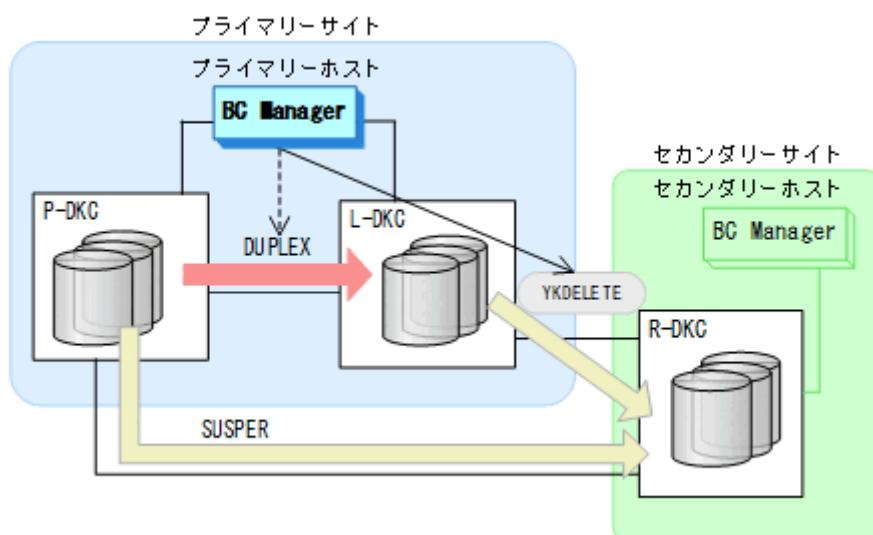 プライマリーサイト
プライマリーホスト
BC Manager
セカンダリーサイト
セカンダリーホスト
P-DKC
L-DKC
BC Manager
DUPLEX
YKDELETE
R-DKC
SUSPER